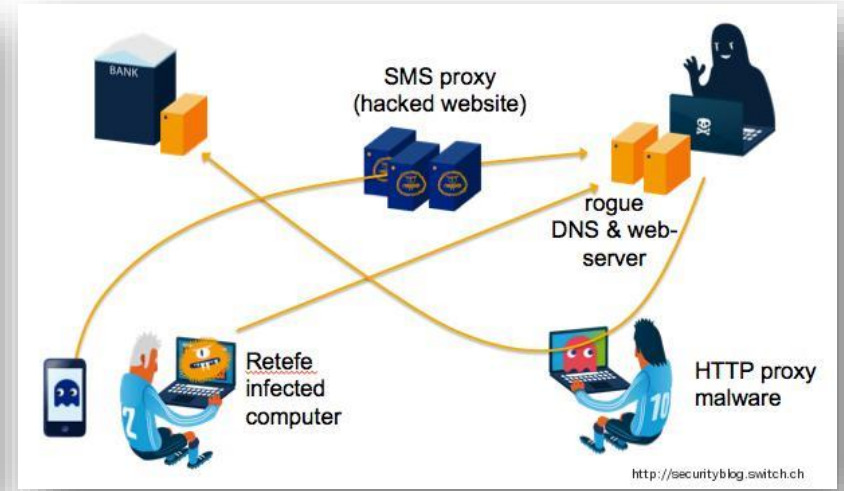 BANK
SMS proxy
(hacked website)
rogue
DNS & web-
server
Retefe
infected
computer
HTTP proxy
malware
2
10
http://securityblog.switch.ch